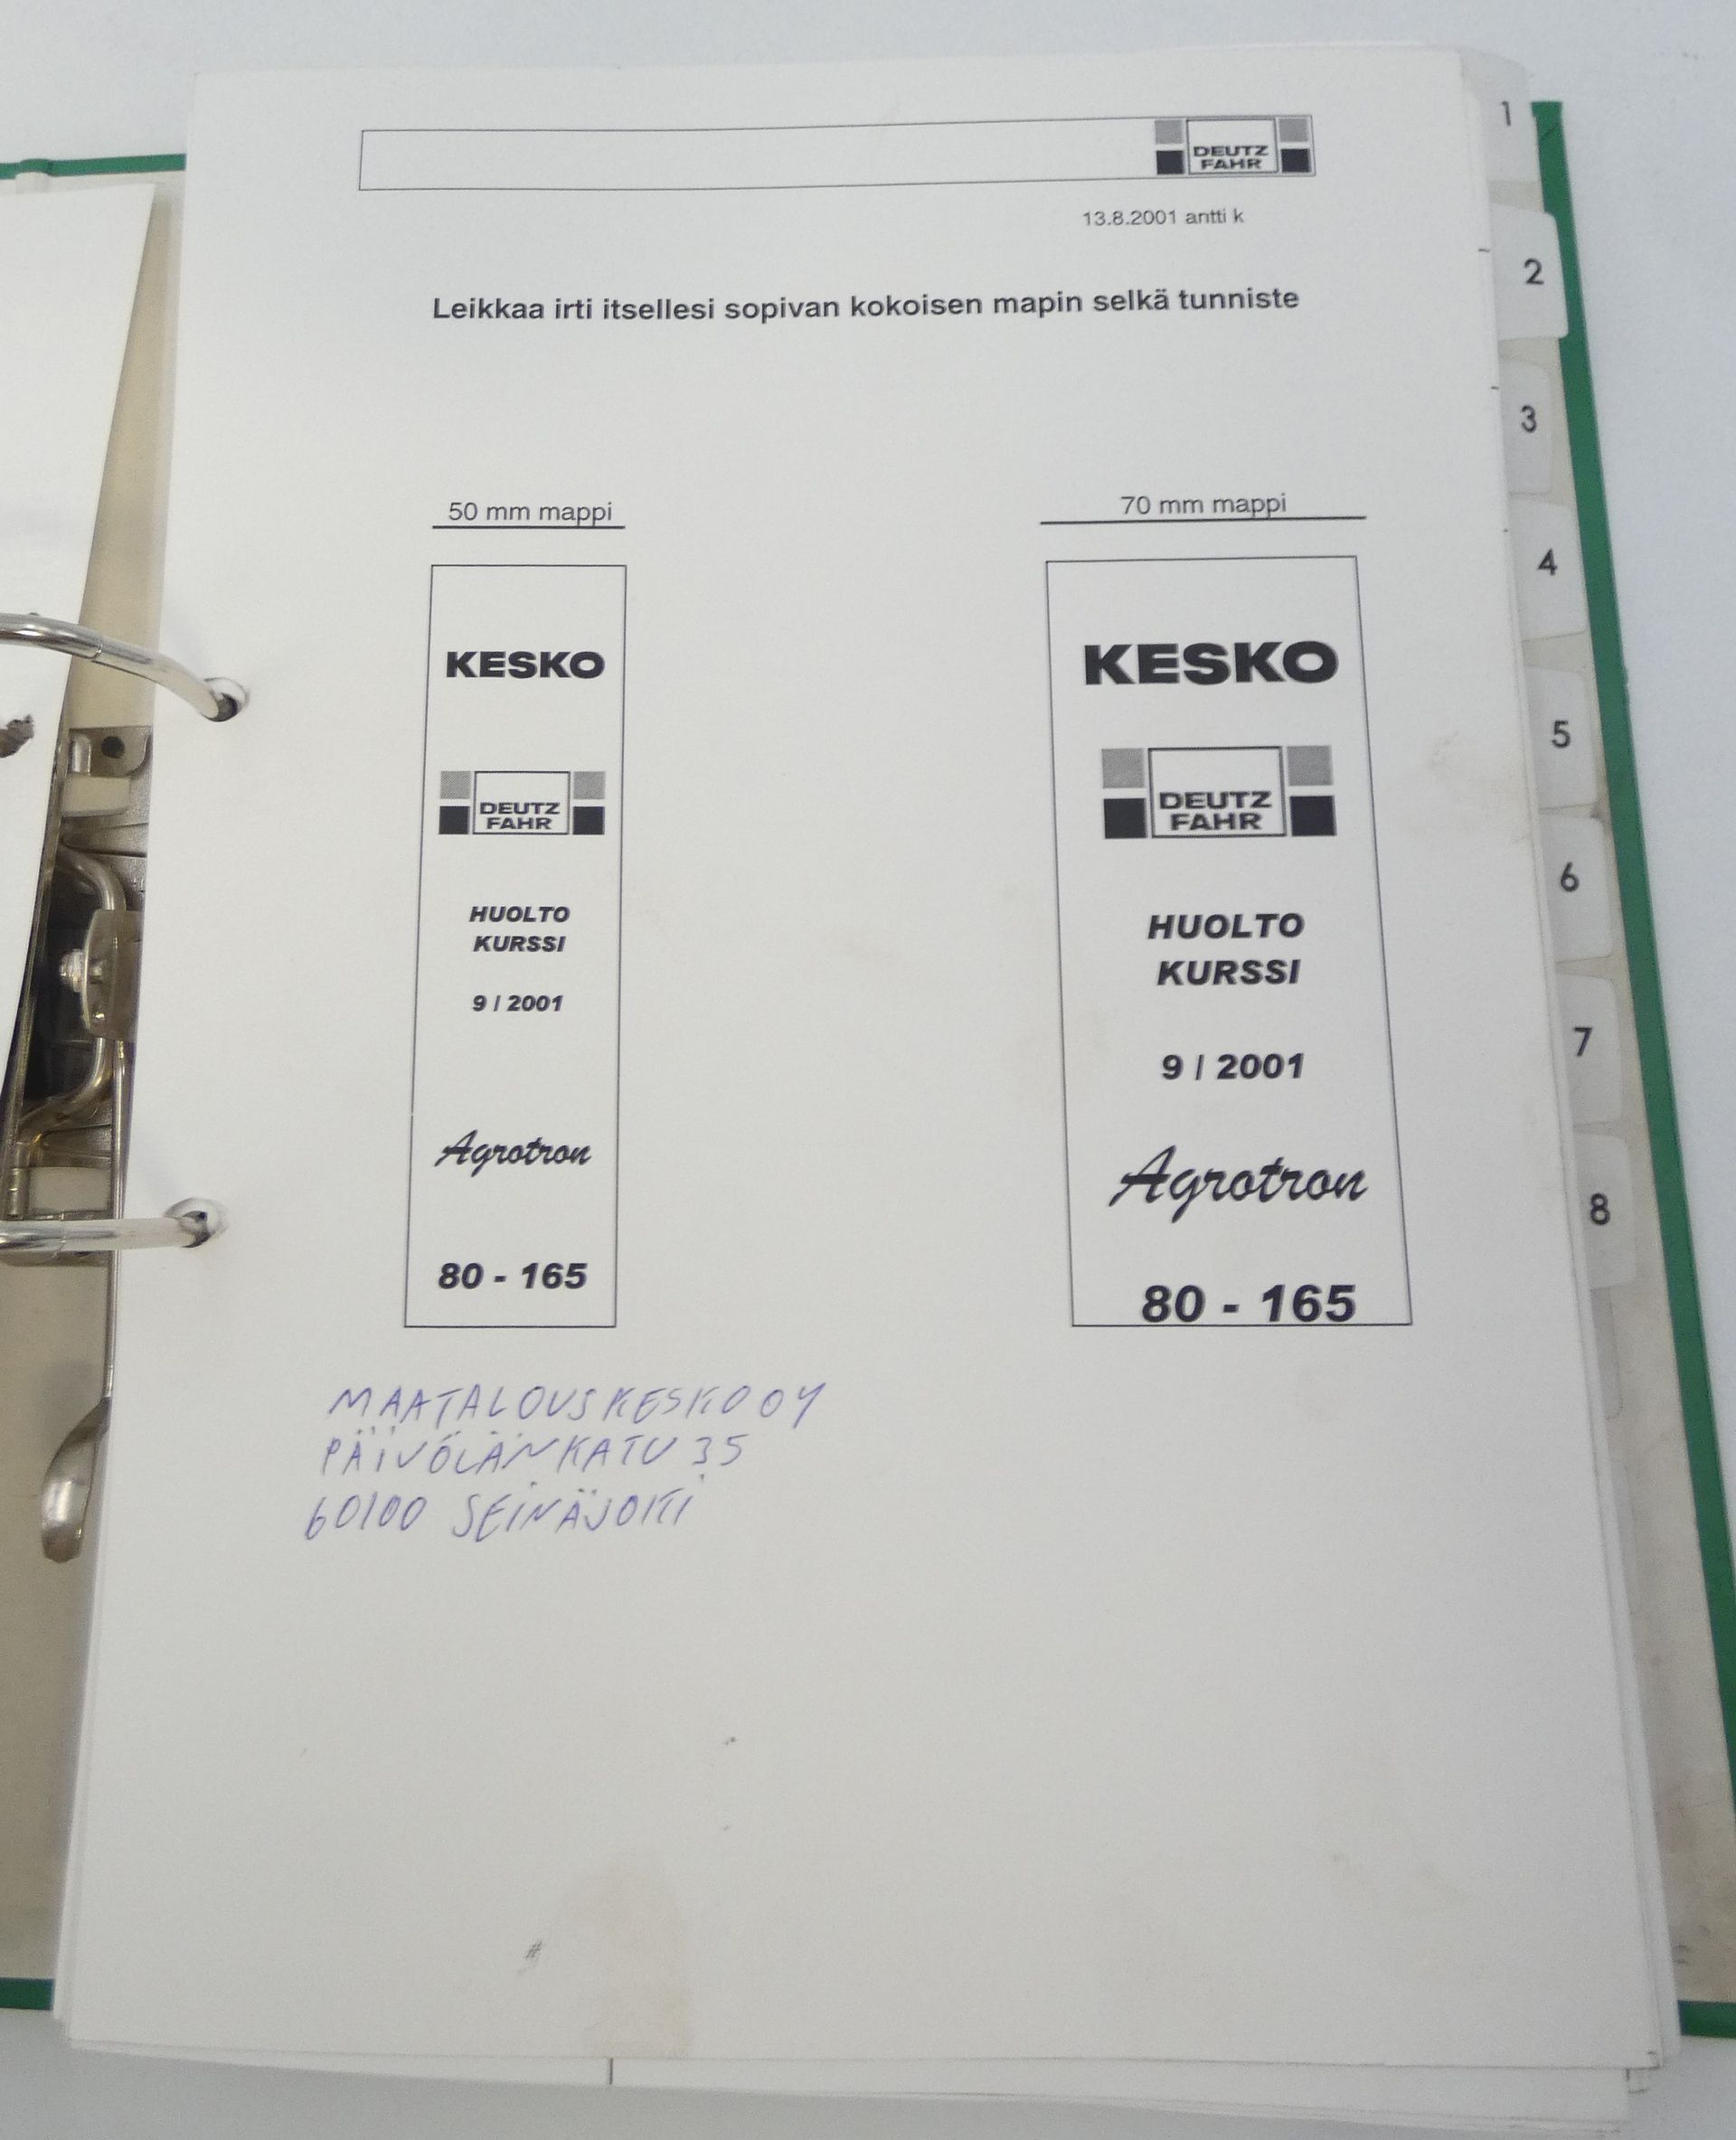 DEUTZ
FAHR
13.8.2001 antti k
Leikkaa irti itsellesi sopivan kokoisen mapin selkä tunniste
50 mm mappi
KESKO
DEUTZ
FAHR
HUOLTO
KURSSI
9 / 2001
Agrotron
80 - 165
70 mm mappi
KESKO
DEUTZ
FAHR
HUOLTO
KURSSI
9 / 2001
Agrotron
80 - 165
MAATALOUSKESKO OY
PÄIVÖLÄNKATU 35
60100 SEINÄJOKI
1
2
3
4
5
6
7
8